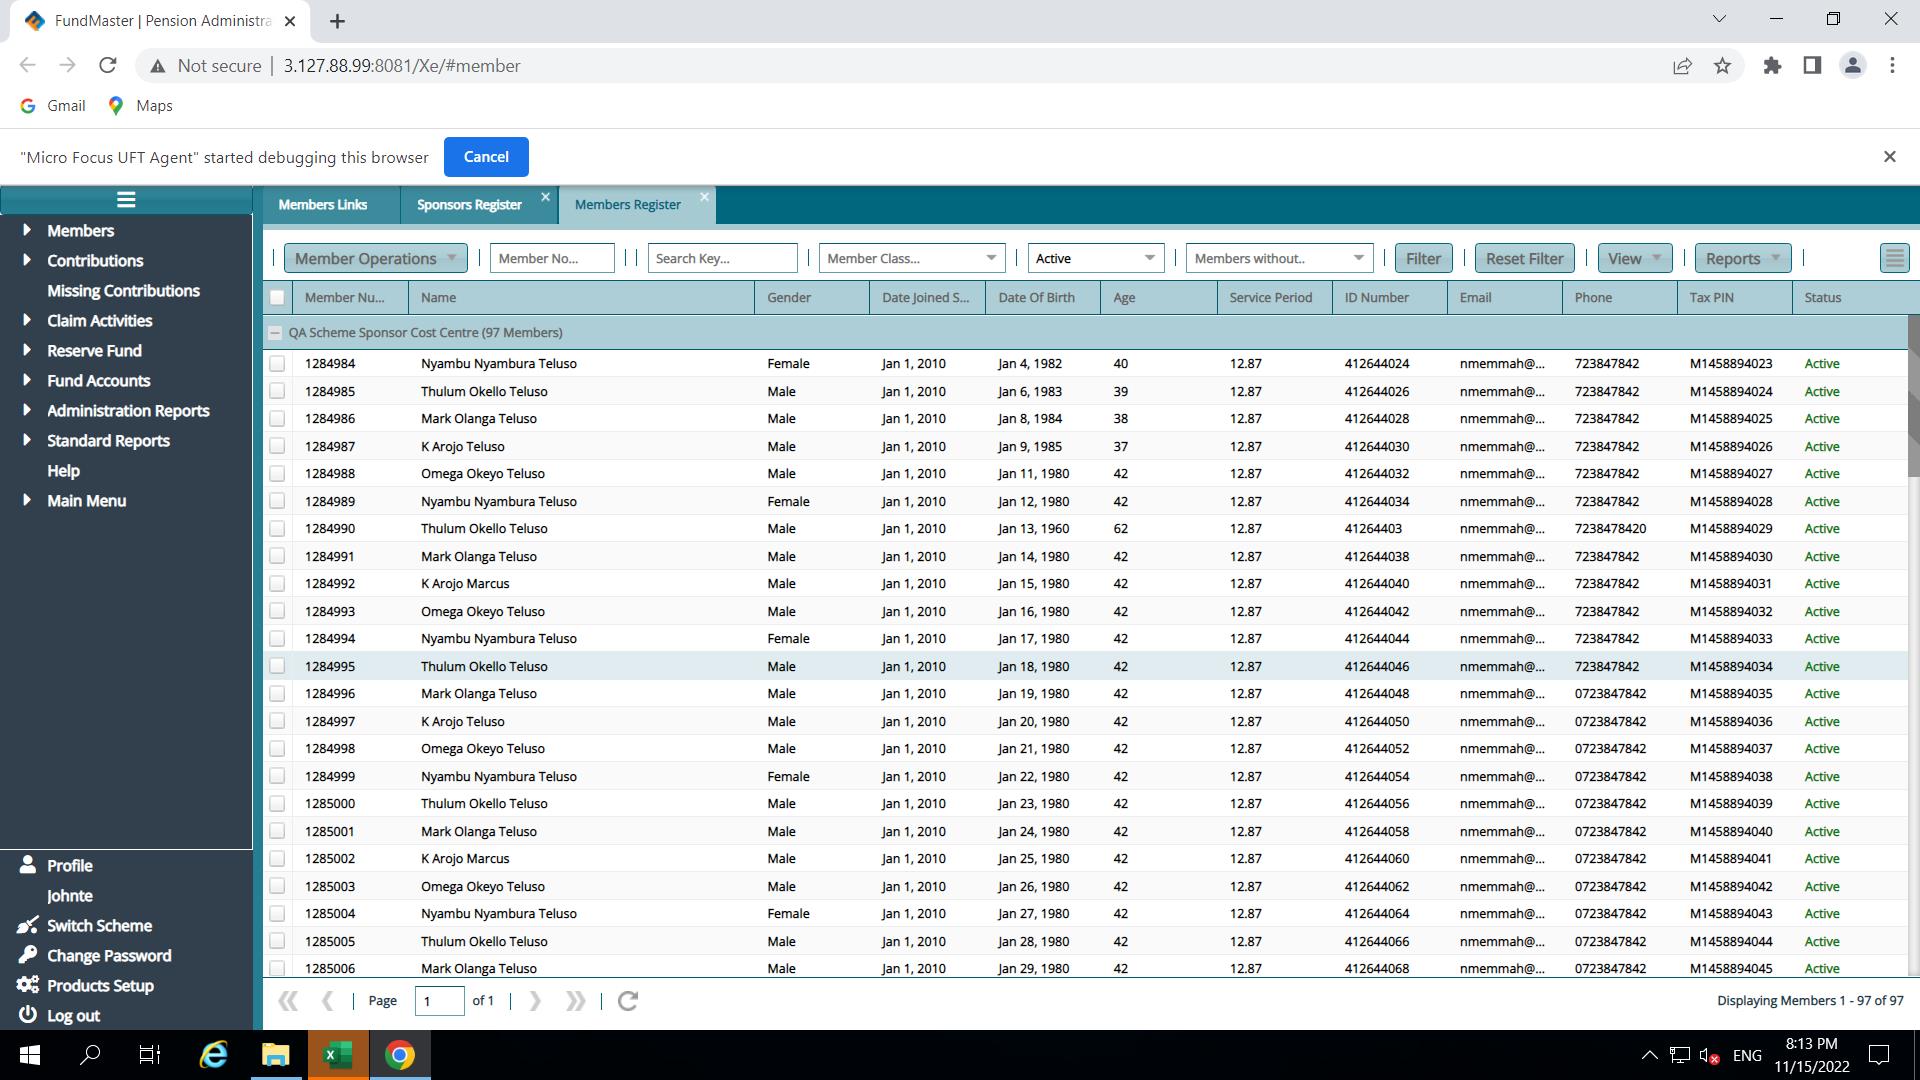 FundMaster | Pension Administra
Not secure | 3.127.88.99:8081/Xe/#member
Gmail Maps
"Micro Focus UFT Agent" started debugging this browser Cancel
Members Links Sponsors Register Members Register
Members
Contributions
Missing Contributions
Claim Activities
Reserve Fund
Fund Accounts
Administration Reports
Standard Reports
Help
Main Menu
Profile
Johnte
Switch Scheme
Change Password
Products Setup
Log out
Member Operations Member No... Search Key... Member Class... Active Members without.. Filter Reset Filter View Reports
Member Nu... Name Gender Date Joined S... Date Of Birth Age Service Period ID Number Email Phone Tax PIN Status
QA Scheme Sponsor Cost Centre (97 Members)
1284984 Nyambu Nyambura Teluso Female Jan 1, 2010 Jan 4, 1982 40 12.87 412644024 nmemmah@... 723847842 M1458894023 Active
1284985 Thulum Okello Teluso Male Jan 1, 2010 Jan 6, 1983 39 12.87 412644026 nmemmah@... 723847842 M1458894024 Active
1284986 Mark Olanga Teluso Male Jan 1, 2010 Jan 8, 1984 38 12.87 412644028 nmemmah@... 723847842 M1458894025 Active
1284987 K Arojo Teluso Male Jan 1, 2010 Jan 9, 1985 37 12.87 412644030 nmemmah@... 723847842 M1458894026 Active
1284988 Omega Okeyo Teluso Male Jan 1, 2010 Jan 11, 1980 42 12.87 412644032 nmemmah@... 723847842 M1458894027 Active
1284989 Nyambu Nyambura Teluso Female Jan 1, 2010 Jan 12, 1980 42 12.87 412644034 nmemmah@... 723847842 M1458894028 Active
1284990 Thulum Okello Teluso Male Jan 1, 2010 Jan 13, 1960 62 12.87 41264403 nmemmah@... 7238478420 M1458894029 Active
1284991 Mark Olanga Teluso Male Jan 1, 2010 Jan 14, 1980 42 12.87 412644038 nmemmah@... 723847842 M1458894030 Active
1284992 K Arojo Marcus Male Jan 1, 2010 Jan 15, 1980 42 12.87 412644040 nmemmah@... 723847842 M1458894031 Active
1284993 Omega Okeyo Teluso Male Jan 1, 2010 Jan 16, 1980 42 12.87 412644042 nmemmah@... 723847842 M1458894032 Active
1284994 Nyambu Nyambura Teluso Female Jan 1, 2010 Jan 17, 1980 42 12.87 412644044 nmemmah@... 723847842 M1458894033 Active
1284995 Thulum Okello Teluso Male Jan 1, 2010 Jan 18, 1980 42 12.87 412644046 nmemmah@... 723847842 M1458894034 Active
1284996 Mark Olanga Teluso Male Jan 1, 2010 Jan 19, 1980 42 12.87 412644048 nmemmah@... 0723847842 M1458894035 Active
1284997 K Arojo Teluso Male Jan 1, 2010 Jan 20, 1980 42 12.87 412644050 nmemmah@... 0723847842 M1458894036 Active
1284998 Omega Okeyo Teluso Male Jan 1, 2010 Jan 21, 1980 42 12.87 412644052 nmemmah@... 0723847842 M1458894037 Active
1284999 Nyambu Nyambura Teluso Female Jan 1, 2010 Jan 22, 1980 42 12.87 412644054 nmemmah@... 0723847842 M1458894038 Active
1285000 Thulum Okello Teluso Male Jan 1, 2010 Jan 23, 1980 42 12.87 412644056 nmemmah@... 0723847842 M1458894039 Active
1285001 Mark Olanga Teluso Male Jan 1, 2010 Jan 24, 1980 42 12.87 412644058 nmemmah@... 0723847842 M1458894040 Active
1285002 K Arojo Marcus Male Jan 1, 2010 Jan 25, 1980 42 12.87 412644060 nmemmah@... 0723847842 M1458894041 Active
1285003 Omega Okeyo Teluso Male Jan 1, 2010 Jan 26, 1980 42 12.87 412644062 nmemmah@... 0723847842 M1458894042 Active
1285004 Nyambu Nyambura Teluso Female Jan 1, 2010 Jan 27, 1980 42 12.87 412644064 nmemmah@... 0723847842 M1458894043 Active
1285005 Thulum Okello Teluso Male Jan 1, 2010 Jan 28, 1980 42 12.87 412644066 nmemmah@... 0723847842 M1458894044 Active
1285006 Mark Olanga Teluso Male Jan 1, 2010 Jan 29, 1980 42 12.87 412644068 nmemmah@... 0723847842 M1458894045 Active
Page 1 of 1 Displaying Members 1 - 97 of 97
ENG 8:13 PM
11/15/2022